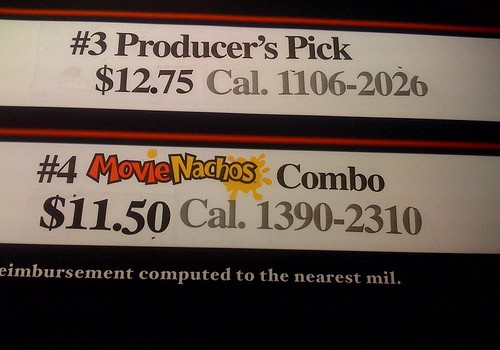 #3 Producer's Pick
$12.75 Cal. 1106-2026
#4 MovieNachos Combo
$11.50 Cal. 1390-2310
eimbursement computed to the nearest mil.